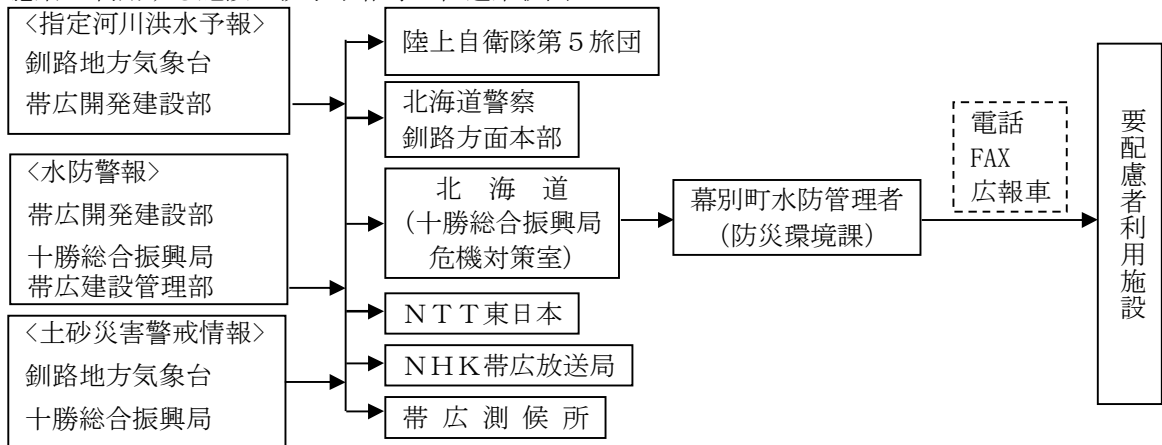 <指定河川洪水予報>
釧路地方気象台
帯広開発建設部
<水防警報>
帯広開発建設部
十勝総合振興局
帯広建設管理部
<土砂災害警戒情報>
釧路地方気象台
十勝総合振興局
陸上自衛隊第5旅団
北海道警察
釧路方面本部
北 海 道
(十勝総合振興局
危機対策室)
NTT東日本
NHK帯広放送局
帯 広 測 候 所
幕別町水防管理者
(防災環境課)
電話
FAX
広報車
要配慮者利用施設